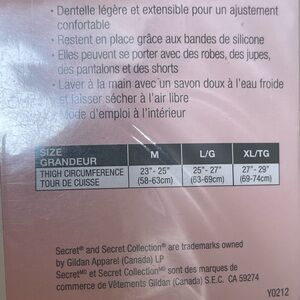 • Dentelle légère et extensible pour un ajustement
confortable
• Restent en place grâce aux bandes de silicone
• Elles peuvent se porter avec des robes, des jupes,
des pantalons et des shorts
• Laver à la main avec un savon doux à l'eau froide
et laisser sécher à l'air libre
• Mode d'emploi à l'intérieur
SIZE M L/G XL/TG
GRANDEUR
THIGH CIRCUMFERENCE 23"- 25" 25" - 27" 27" - 29"
TOUR DE CUISSE (58-63cm) (63-69cm) (69-74cm)
Secret® and Secret Collection® are trademarks owned
by Gildan Apparel (Canada) LP
Secretᴹᴰ et Secret Collectionᴹᴰ sont des marques de
commerce de Vêtements Gildan (Canada) S.E.C. CA 59274
Y0212